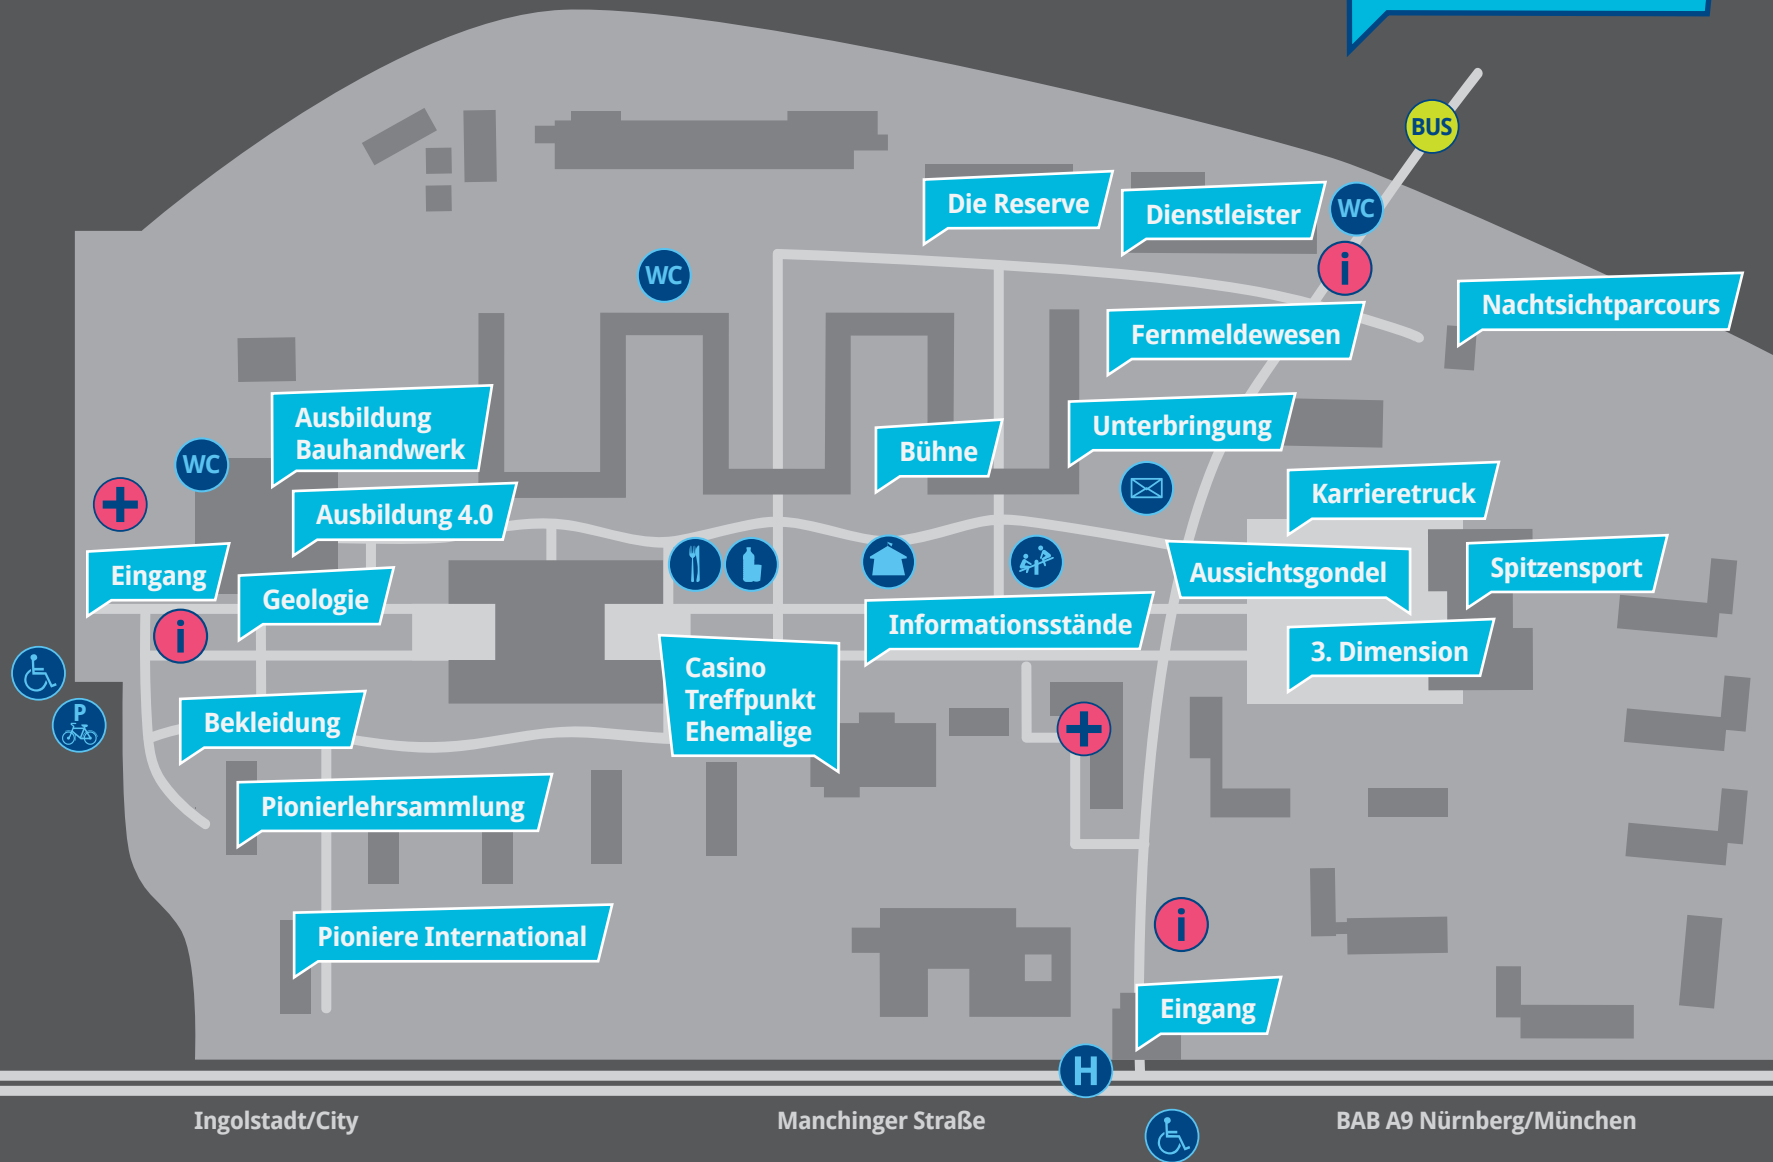 BUS
Die Reserve
Dienstleister
WC
i
WC
Nachtsichtparcours
Fernmeldewesen
Ausbildung
Bauhandwerk
Unterbringung
Bühne
WC
Karrieretruck
Ausbildung 4.0
Eingang
Geologie
Aussichtsgondel
Spitzensport
Informationsstände
i
3. Dimension
Casino
Treffpunkt
Ehemalige
P
Bekleidung
Pionierlehrsammlung
Pioniere International
i
Eingang
H
Ingolstadt/City
Manchinger Straße
BAB A9 Nürnberg/München